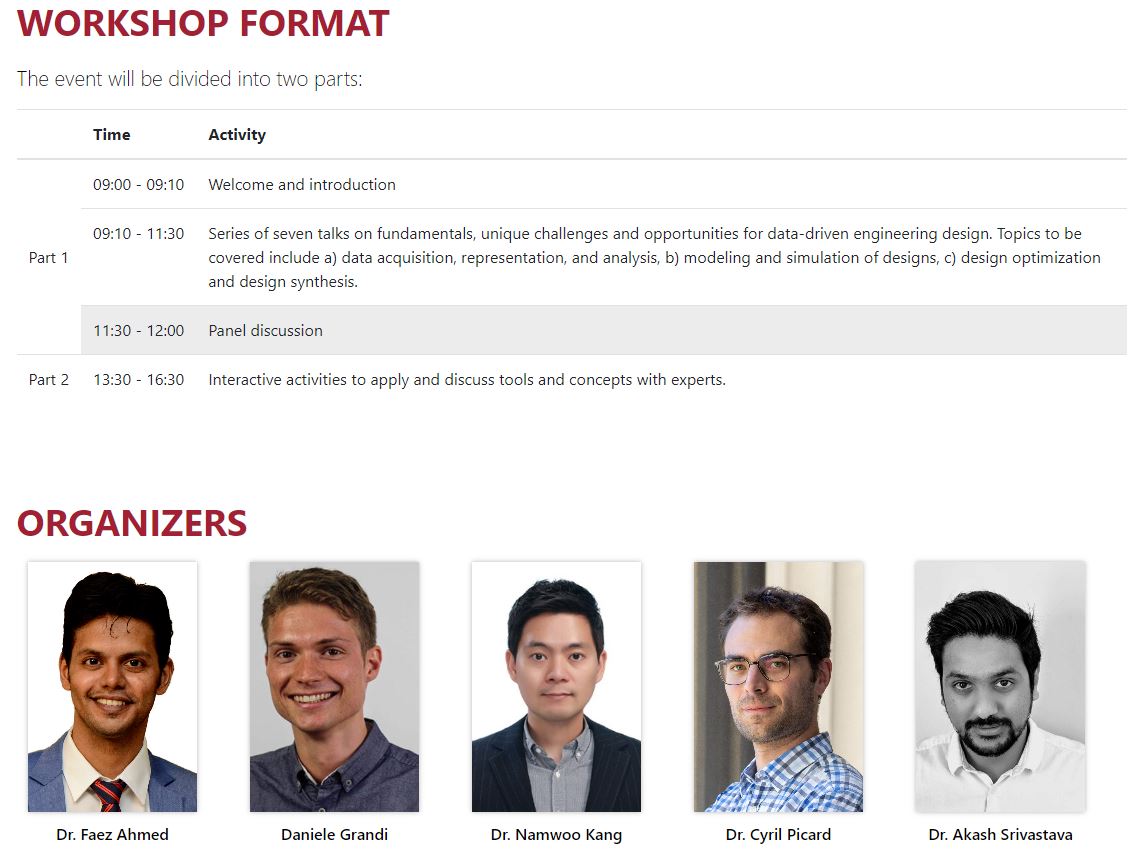 WORKSHOP FORMAT
The event will be divided into two parts:
Time Activity
09:00 - 09:10 Welcome and introduction
Part 1
09:10 - 11:30 Series of seven talks on fundamentals, unique challenges and opportunities for data-driven engineering design. Topics to be
covered include a) data acquisition, representation, and analysis, b) modeling and simulation of designs, c) design optimization
and design synthesis.
11:30 - 12:00 Panel discussion
Part 2 13:30 - 16:30 Interactive activities to apply and discuss tools and concepts with experts.
ORGANIZERS
Dr. Faez Ahmed Daniele Grandi Dr. Namwoo Kang Dr. Cyril Picard Dr. Akash Srivastava